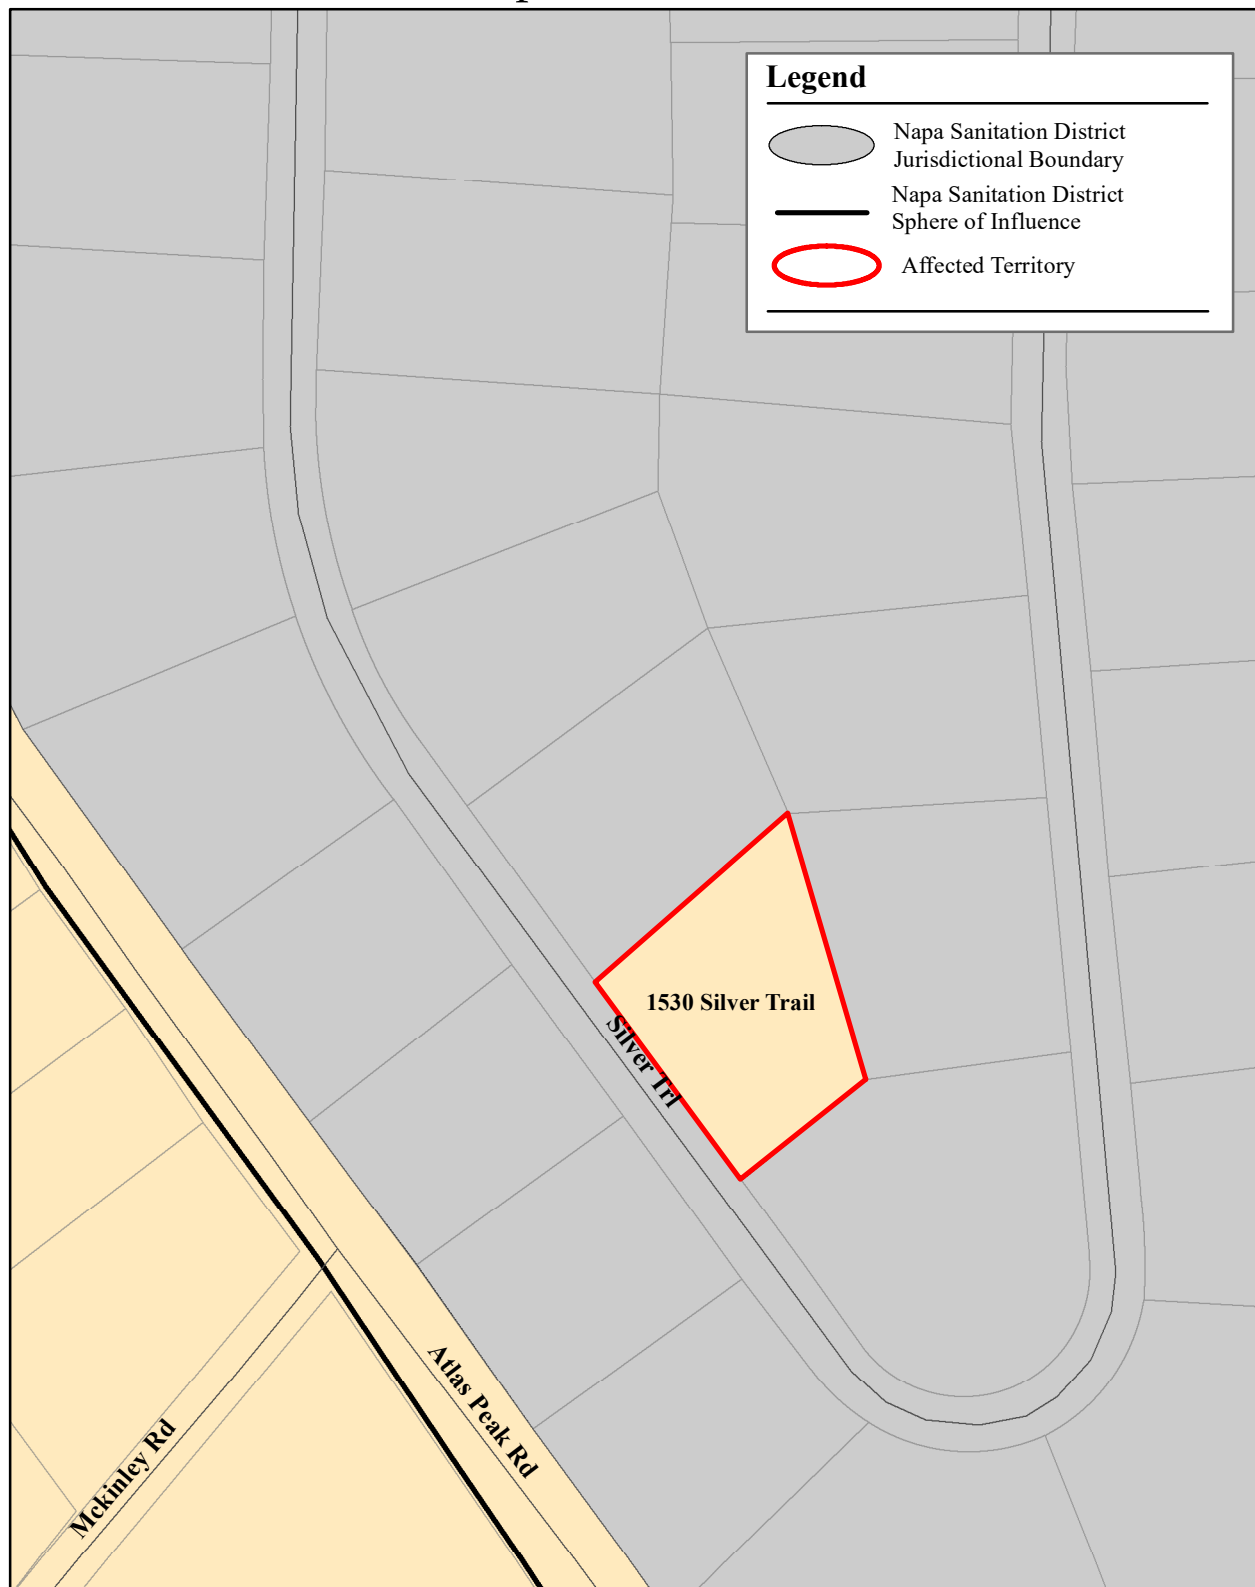 Legend
Napa Sanitation District
Jurisdictional Boundary
Napa Sanitation District
Sphere of Influence
Affected Territory
1530 Silver Trail
Silver Trl
Atlas Peak Rd
Mckinley Rd